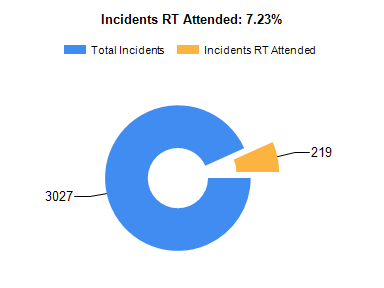 Incidents RT Attended: 7.23%
Total Incidents Incidents RT Attended
219
3027